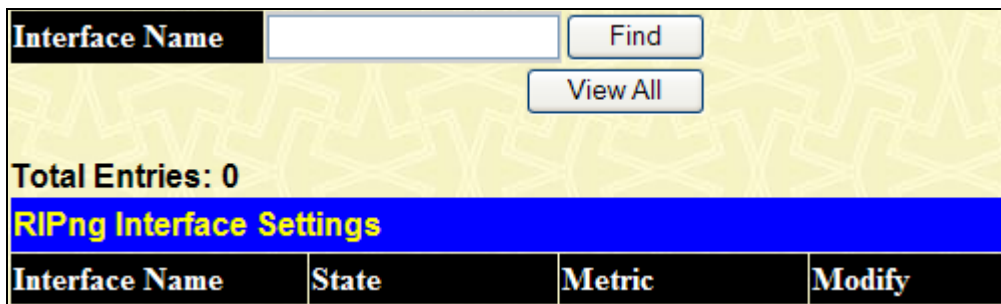 Interface Name Find
View All
Total Entries: 0
RIPng Interface Settings
Interface Name State Metric Modify